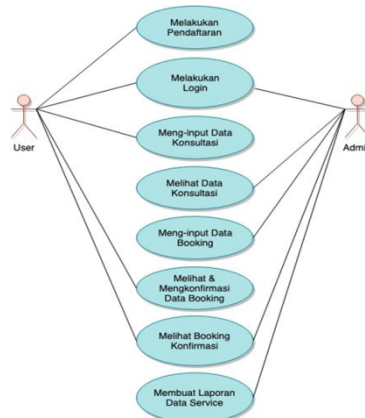 Melakukan
Pendaftaran
Melakukan
Login
User
Admi
Meng-input Data
Konsultasi
Melihat Data
Konsultasi
Meng-input Data
Booking
Melihat &
Mengkonfirmasi
Data Booking
Melihat Booking
Konfirmasi
Membuat Laporan
Data Service